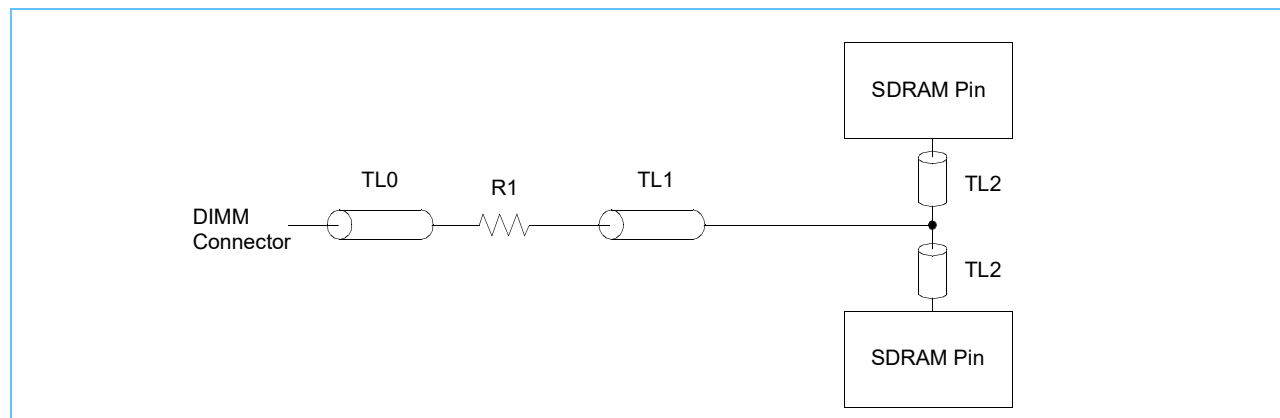 SDRAM Pin
TL0
R1
TL1
TL2
DIMM
Connector
TL2
SDRAM Pin